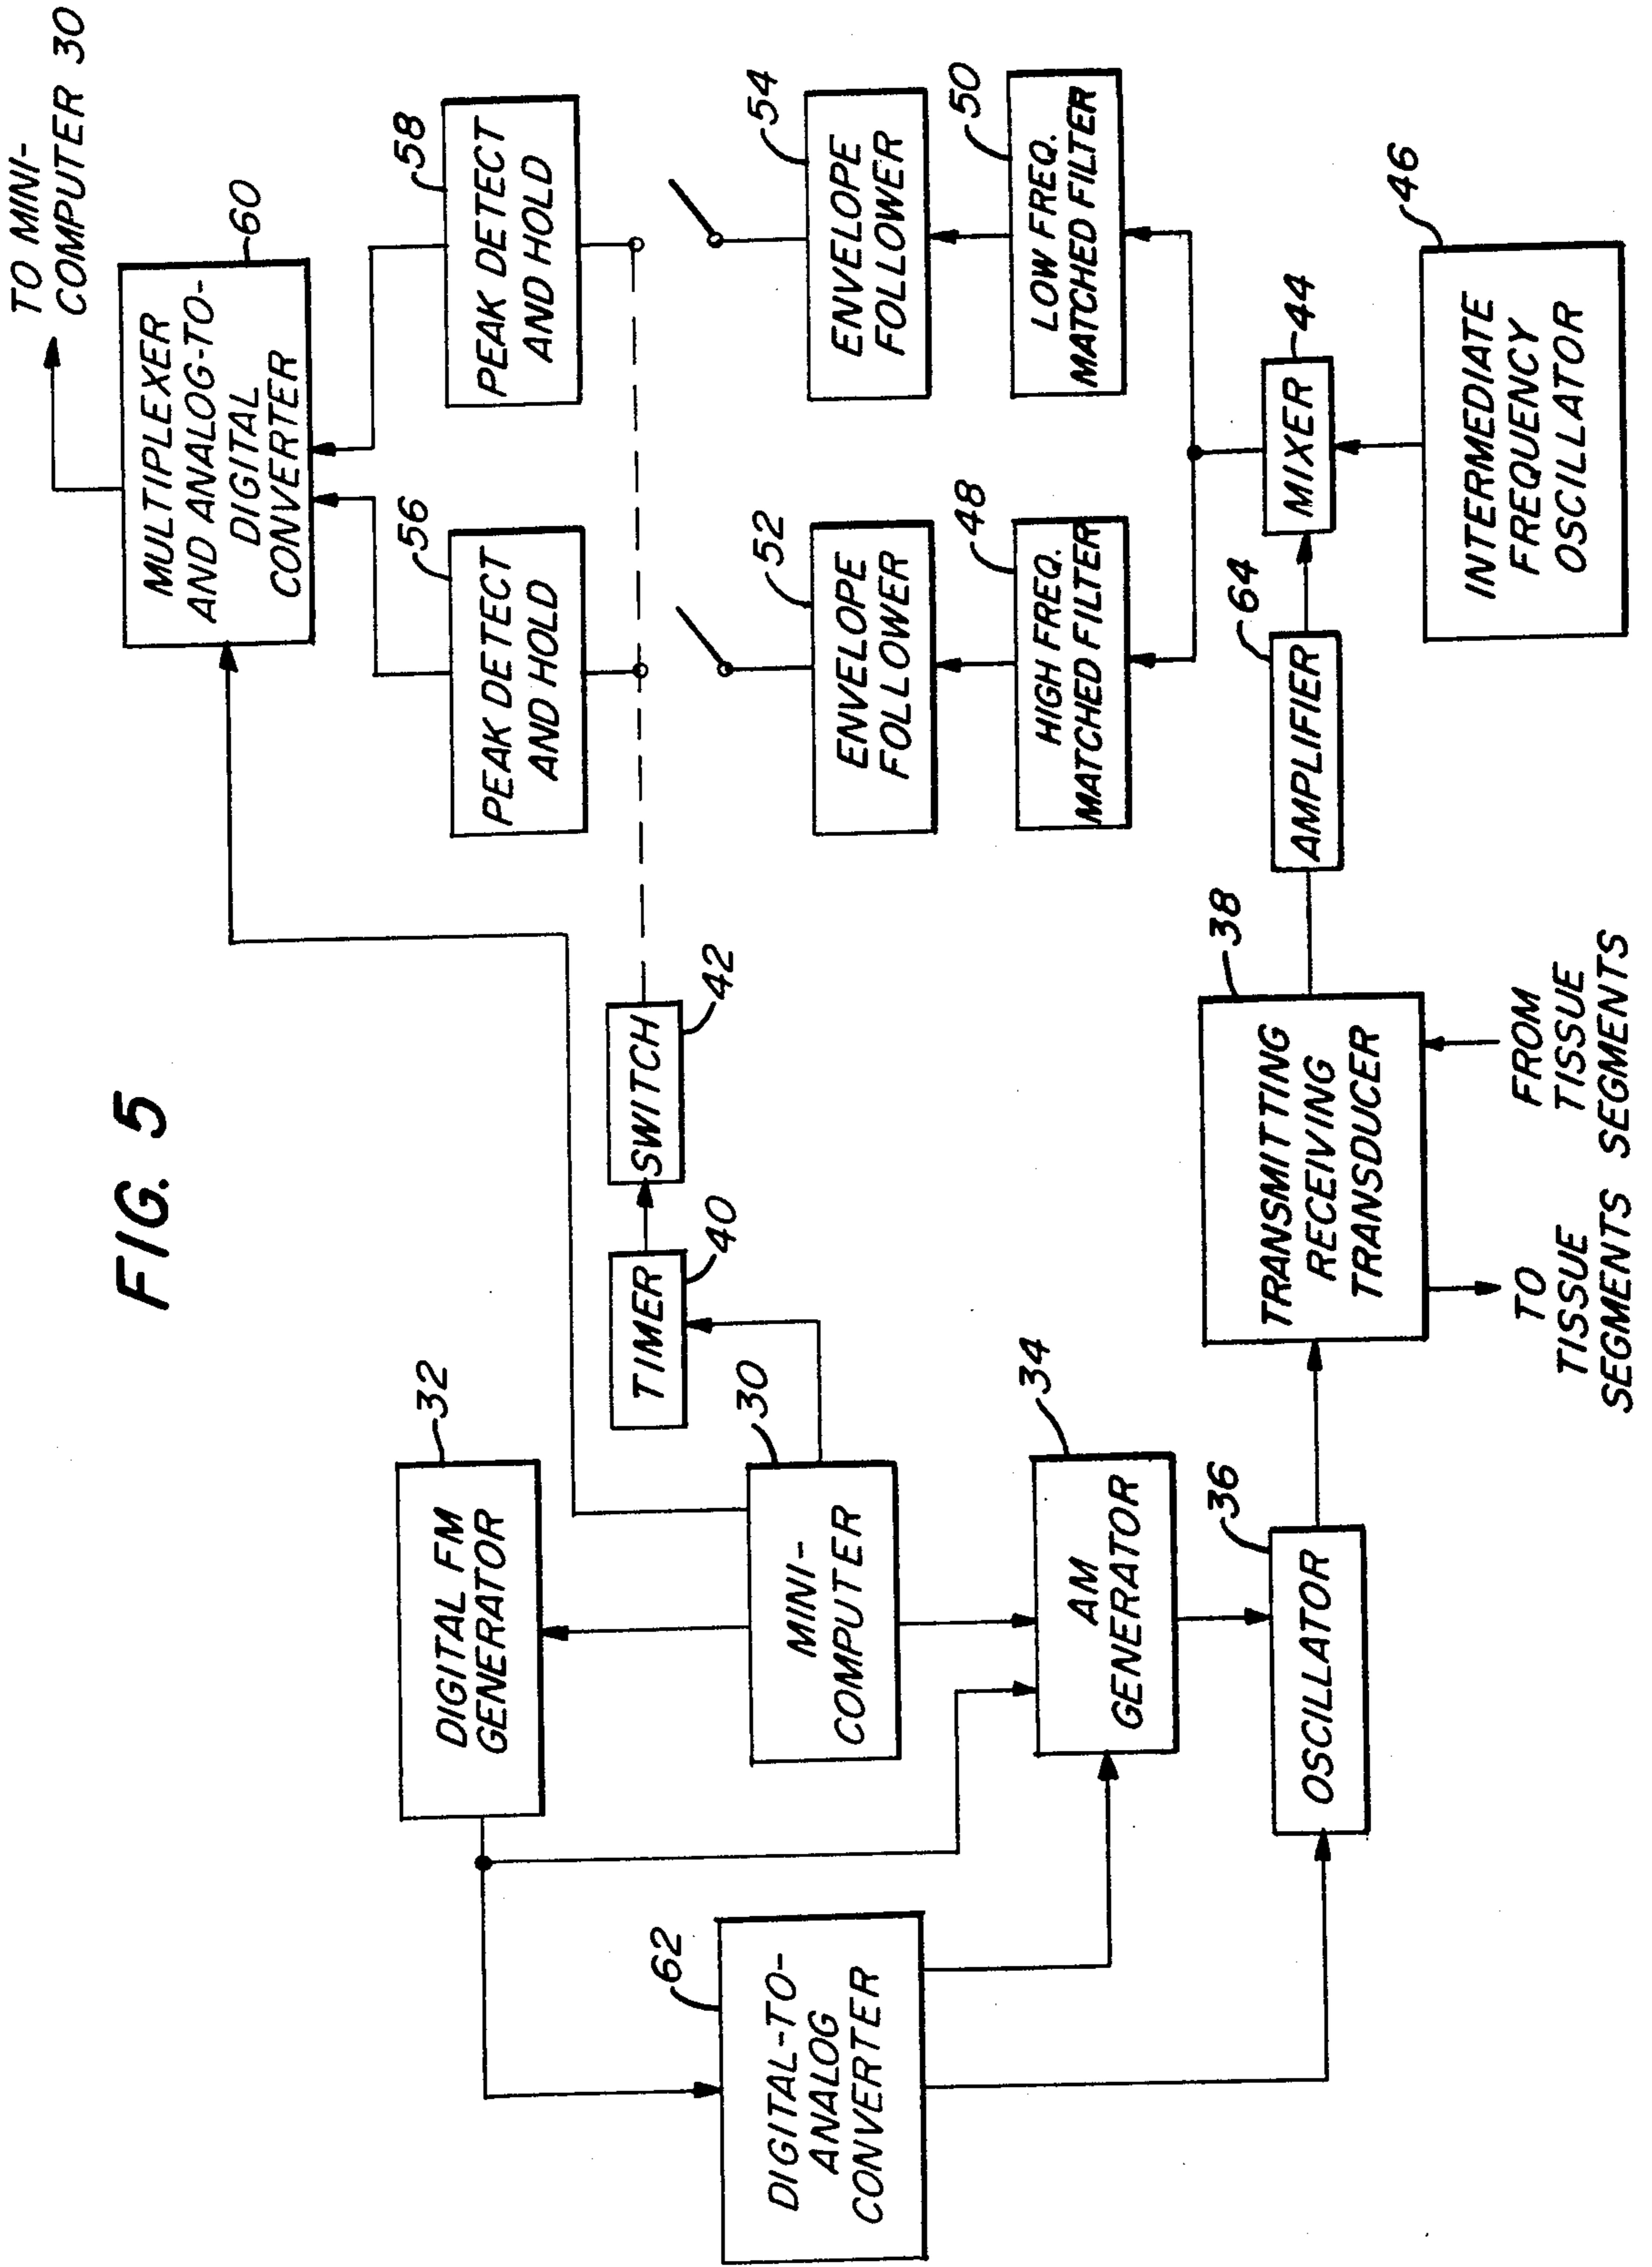 FIG. 5
TO MINI-
COMPUTER 30
MULTIPLEXER
AND ANALOG-TO-
DIGITAL
CONVERTER
60
32
DIGITAL FM
GENERATOR
56
PEAK DETECT
AND HOLD
58
PEAK DETECT
AND HOLD
TIMER
40
SWITCH
42
62
DIGITAL-TO-
ANALOG
CONVERTER
30
MINI-
COMPUTER
52
ENVELOPE
FOLLOWER
54
ENVELOPE
FOLLOWER
34
AM
GENERATOR
48
HIGH FREQ.
MATCHED FILTER
50
LOW FREQ.
MATCHED FILTER
36
OSCILLATOR
38
TRANSMITTING
RECEIVING
TRANSDUCER
64
AMPLIFIER
MIXER
44
46
INTERMEDIATE
FREQUENCY
OSCILLATOR
TO
TISSUE
SEGMENTS
FROM
TISSUE
SEGMENTS